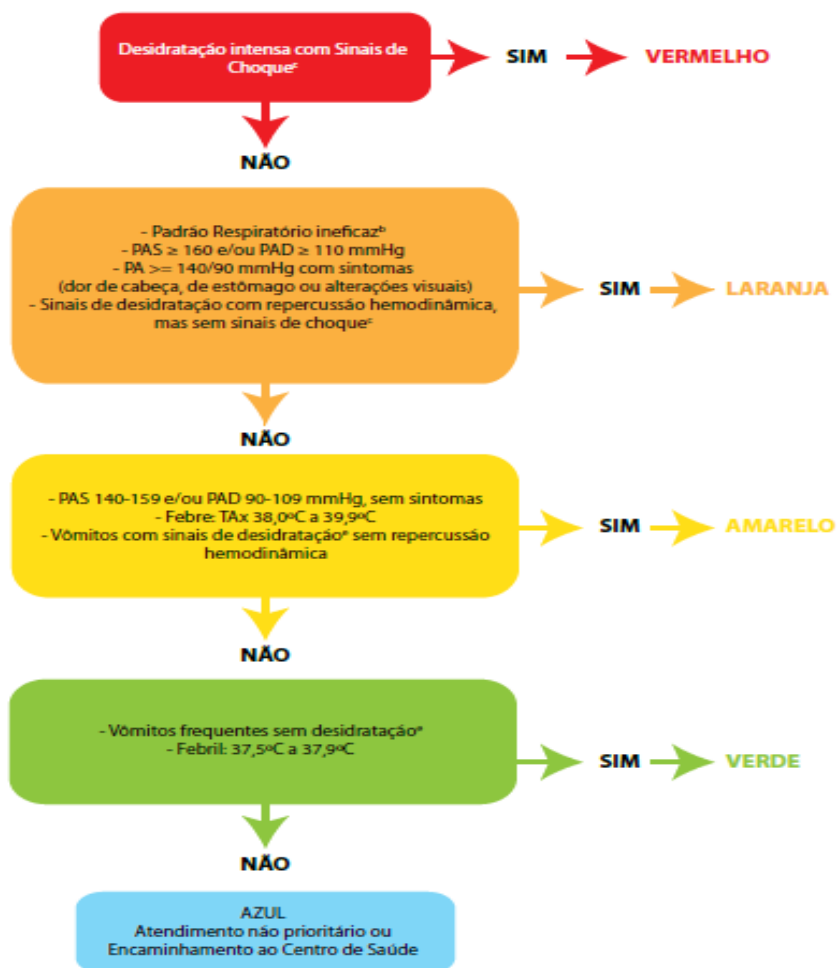 Desidratação intensa com Sinais de
Choqueᶜ
SIM
VERMELHO
NÃO
- Padrão Respiratório ineficazᵇ
- PAS ≥ 160 e/ou PAD ≥ 110 mmHg
- PA >= 140/90 mmHg com sintomas
(dor de cabeça, de estômago ou alterações visuais)
- Sinais de desidratação com repercussão hemodinâmica,
mas sem sinais de choqueᶜ
SIM
LARANJA
NÃO
- PAS 140-159 e/ou PAD 90-109 mmHg, sem sintomas
- Febre: TAx 38,0ºC a 39,9ºC
- Vômitos com sinais de desidrataçãoᵃ sem repercussão
hemodinâmica
SIM
AMARELO
NÃO
- Vômitos frequentes sem desidrataçãoᵃ
- Febril: 37,5ºC a 37,9ºC
SIM
VERDE
NÃO
AZUL
Atendimento não prioritário ou
Encaminhamento ao Centro de Saúde